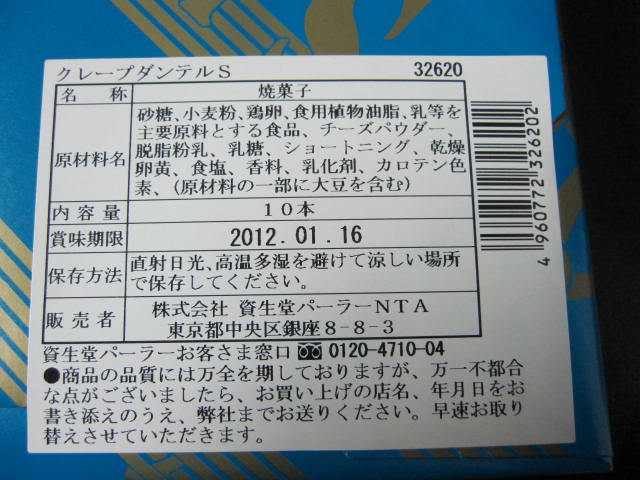 クレープダンテルS 32620
名称 焼菓子
原材料名 砂糖、小麦粉、鶏卵、食用植物油脂、乳等を
主要原料とする食品、チーズパウダー、
脱脂粉乳、乳糖、ショートニング、乾燥
卵黄、食塩、香料、乳化剤、カロテン色
素、(原材料の一部に大豆を含む)
内容量 10本
賞味期限 2012.01.16
保存方法 直射日光、高温多湿を避けて涼しい場所
で保存してください。
販売者 株式会社 資生堂パーラーNTA
東京都中央区銀座8-8-3
資生堂パーラーお客さま窓口 0120-4710-04
●商品の品質には万全を期しておりますが、万一不都合
な点がございましたら、お買い上げの店名、年月日をお
書き添えのうえ、弊社までお送りください。早速お取り
替えさせていただきます。
4 960772 326202